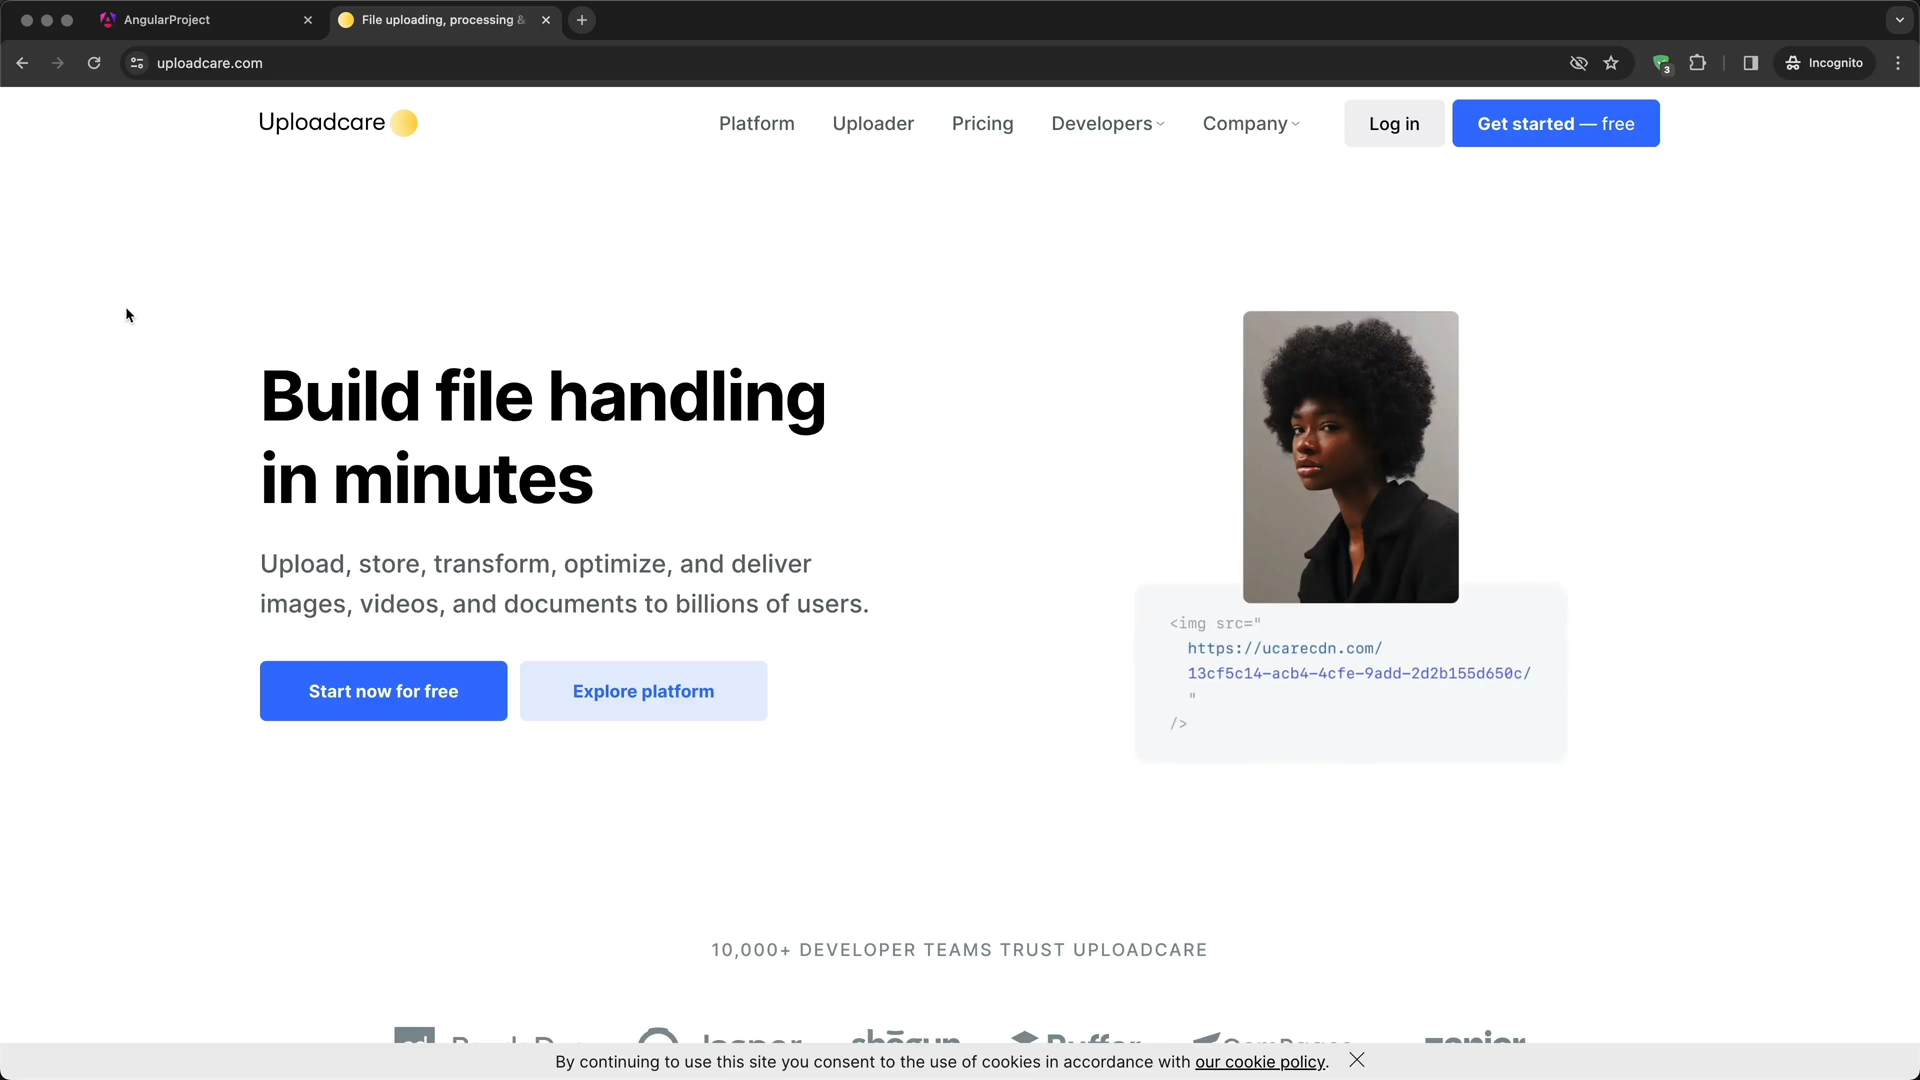 AngularProject
File uploading, processing &
uploadcare.com
3
Incognito
Uploadcare
Platform
Uploader
Pricing
Developers
Company
Log in
Get started — free
Build file handling
in minutes
Upload, store, transform, optimize, and deliver
images, videos, and documents to billions of users.
Start now for free
Explore platform
<img src="
https://ucarecdn.com/
13cf5c14-acb4-4cfe-9add-2d2b155d650c/
"
/>
10,000+ DEVELOPER TEAMS TRUST UPLOADCARE
Jasper
shōgun
Buffer
zapier
By continuing to use this site you consent to the use of cookies in accordance with our cookie policy.